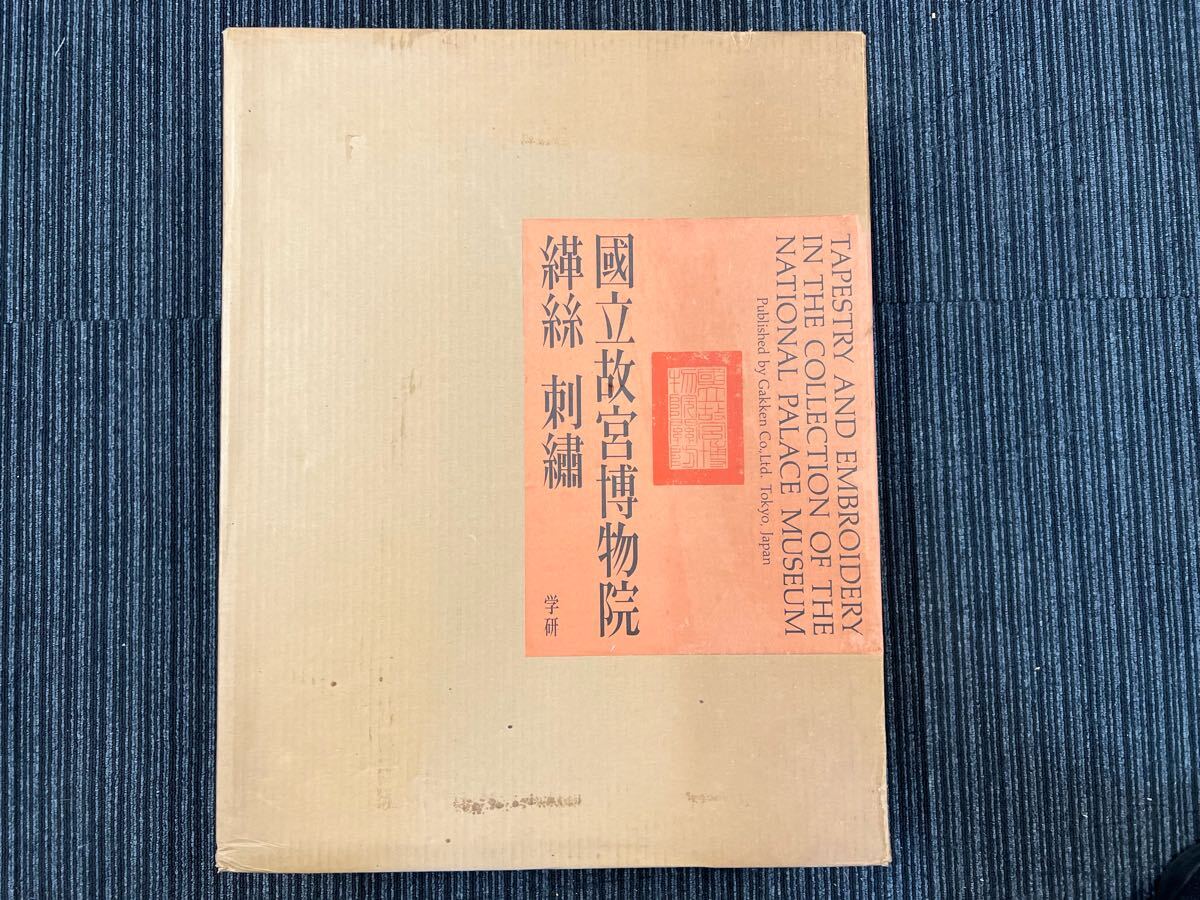 TAPESTRY AND EMBROIDERY
IN THE COLLECTION OF THE
NATIONAL PALACE MUSEUM
Published by Gakken Co.,Ltd. Tokyo, Japan
國立故宮博物院
緙絲 刺繡
学研